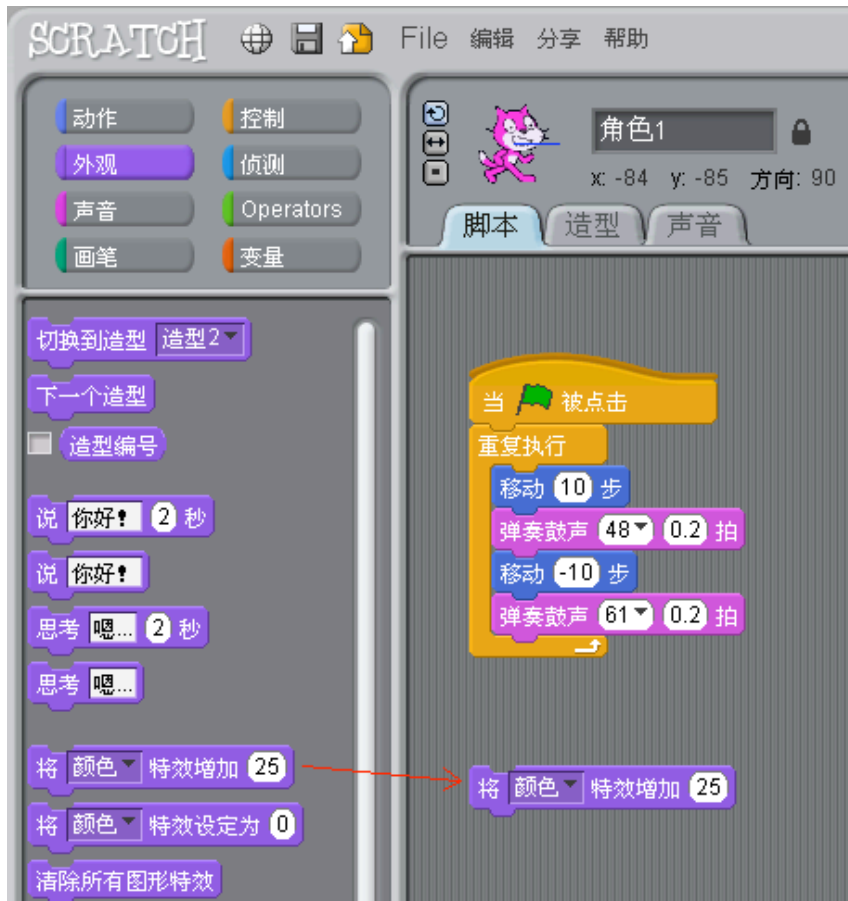 SCRATCH File 编辑 分享 帮助
动作 控制
外观 侦测
声音 Operators
画笔 变量
角色1
x: -84 y: -85 方向: 90
脚本 造型 声音
切换到造型 造型2
下一个造型
造型编号
说 你好! 2 秒
说 你好!
思考 嗯... 2 秒
思考 嗯...
将 颜色 特效增加 25
将 颜色 特效设定为 0
清除所有图形特效
当 被点击
重复执行
移动 10 步
弹奏鼓声 48 0.2 拍
移动 -10 步
弹奏鼓声 61 0.2 拍
将 颜色 特效增加 25